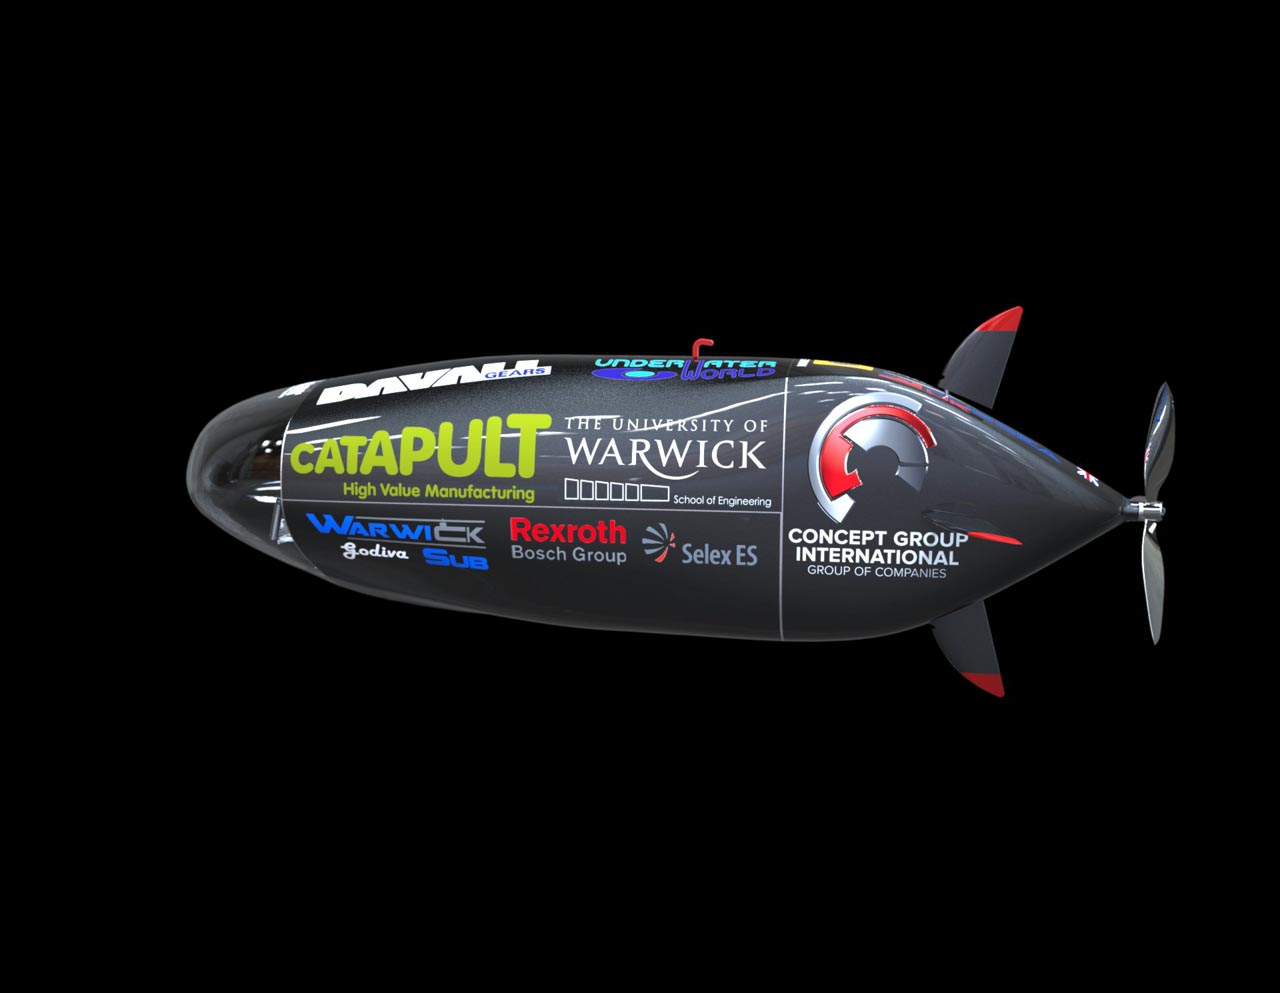 DAVALL
GEARS
UNDERWATER
WORLD
CATAPULT
High Value Manufacturing
THE UNIVERSITY OF
WARWICK
School of Engineering
WARWICK
Godiva
SUB
Rexroth
Bosch Group
Selex ES
CONCEPT GROUP
INTERNATIONAL
GROUP OF COMPANIES